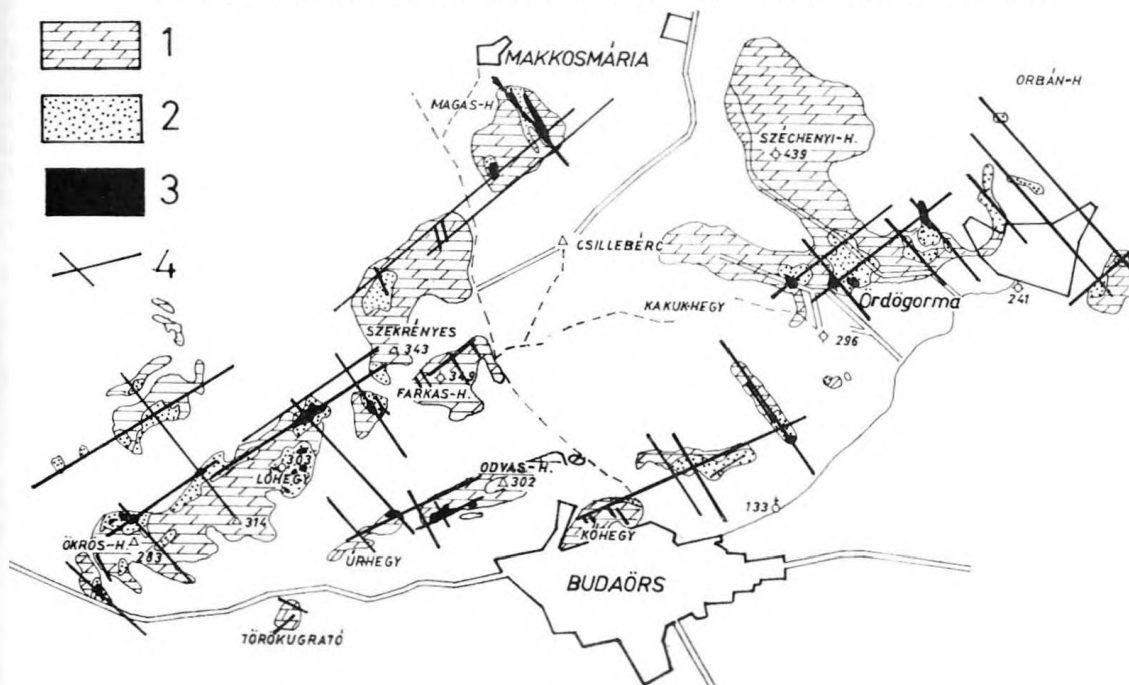 1
2
3
4
MAKKOSMÁRIA
MAGAS-H
ORBÁN-H
SZÉCHENYI-H.
439
CSILLEBÉRC
KAKUK-HEGY
Ördögorma
241
296
SZEKRÉNYES
343
349
FARKAS-H.
303
LÓHEGY
ODVAS-H.
302
314
133
ÖKRÖS-H.
283
ÚRHEGY
KŐHEGY
BUDAÖRS
TÖRÖKUGRATÓ